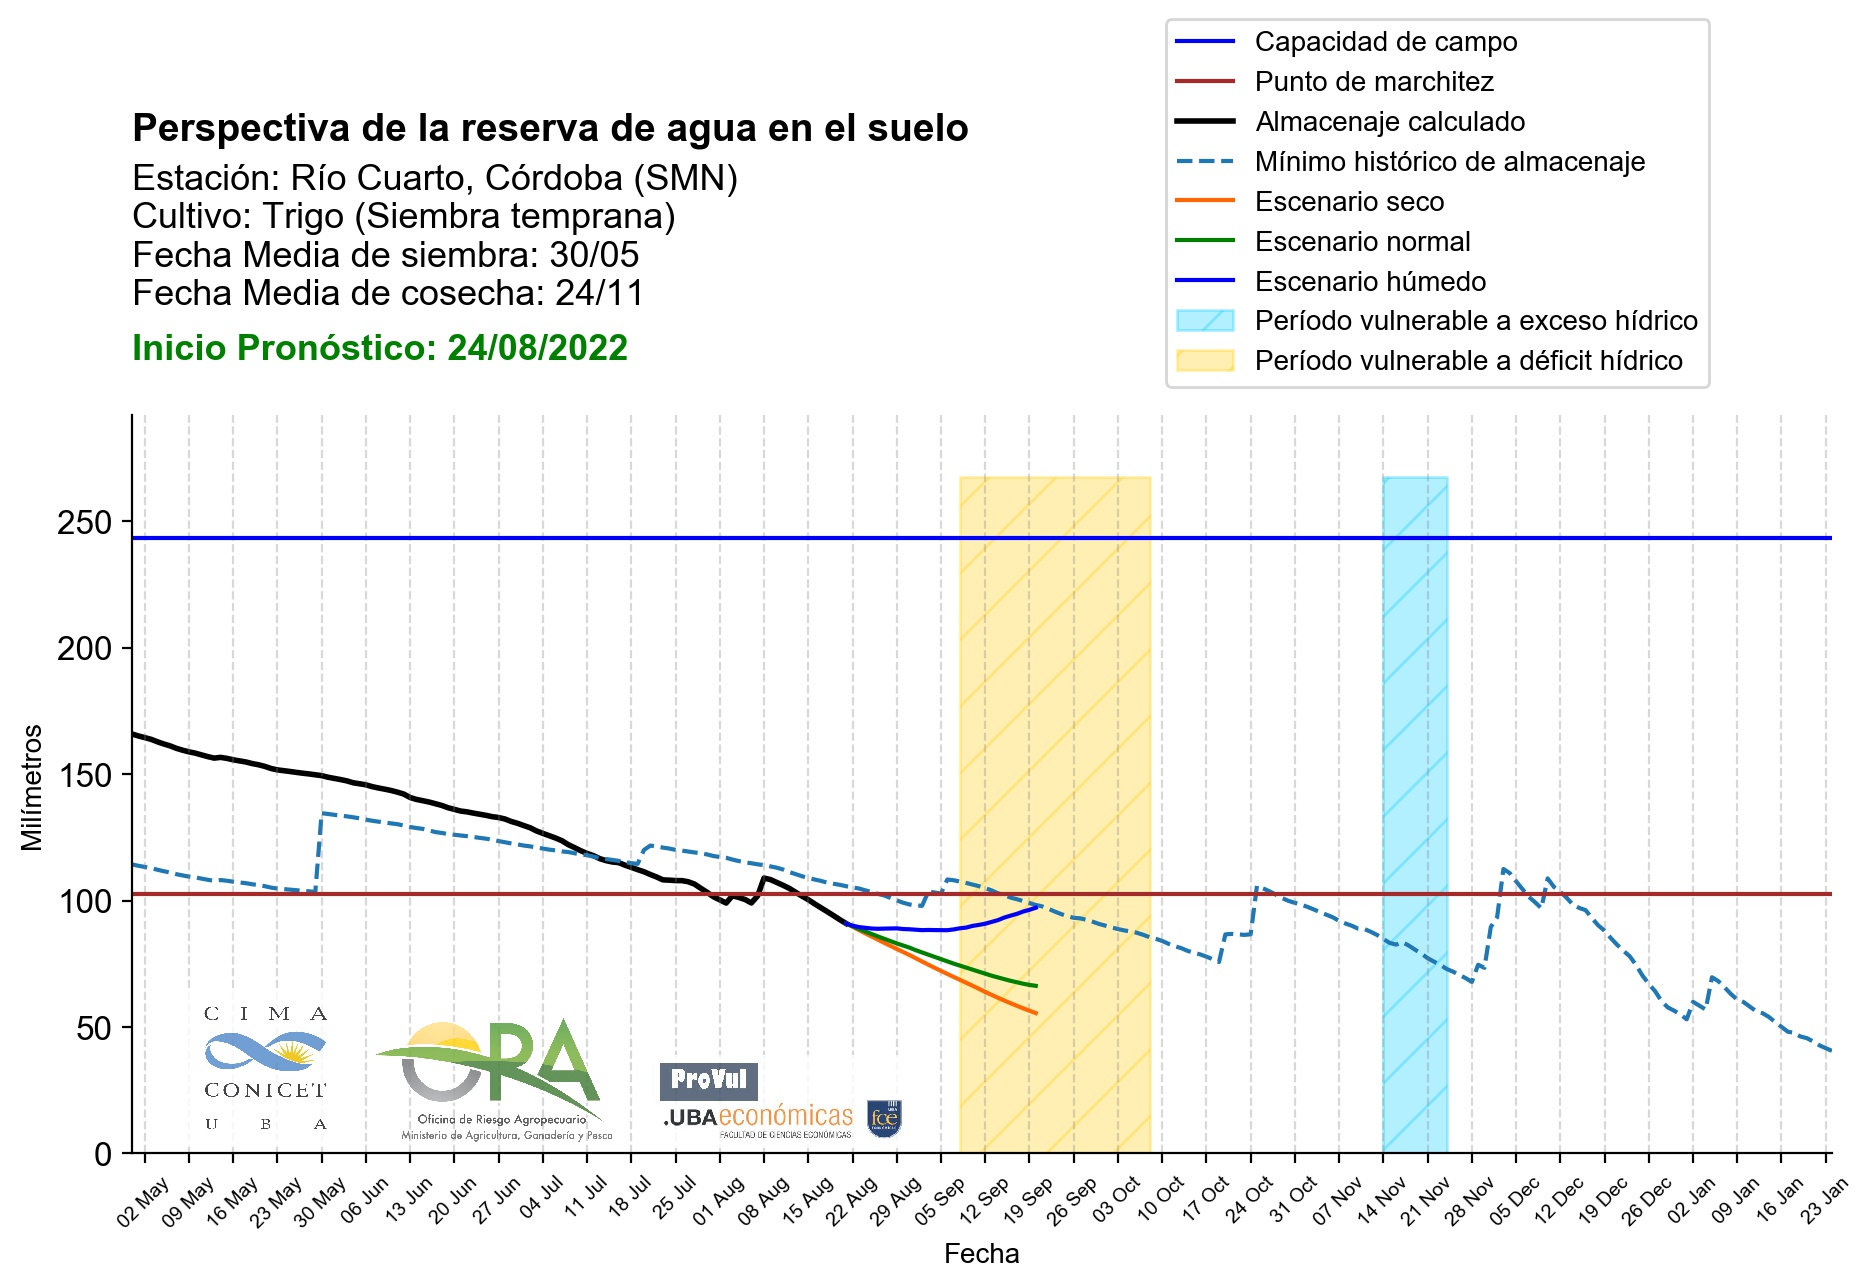 Capacidad de campo
Punto de marchitez
Almacenaje calculado
Mínimo histórico de almacenaje
Escenario seco
Escenario normal
Escenario húmedo
Período vulnerable a exceso hídrico
Período vulnerable a déficit hídrico
Perspectiva de la reserva de agua en el suelo
Estación: Río Cuarto, Córdoba (SMN)
Cultivo: Trigo (Siembra temprana)
Fecha Media de siembra: 30/05
Fecha Media de cosecha: 24/11
Inicio Pronóstico: 24/08/2022
250
200
150
100
50
0
Milímetros
CIMA
CONICET
UBA
ORA
Oficina de Riesgo Agropecuario
Ministerio de Agricultura, Ganadería y Pesca
ProVul
.UBAeconómicas
FACULTAD DE CIENCIAS ECONÓMICAS
fce
02 May
09 May
16 May
23 May
30 May
06 Jun
13 Jun
20 Jun
27 Jun
04 Jul
11 Jul
18 Jul
25 Jul
01 Aug
08 Aug
15 Aug
22 Aug
29 Aug
05 Sep
12 Sep
19 Sep
26 Sep
03 Oct
10 Oct
17 Oct
24 Oct
31 Oct
07 Nov
14 Nov
21 Nov
28 Nov
05 Dec
12 Dec
19 Dec
26 Dec
02 Jan
09 Jan
16 Jan
23 Jan
Fecha